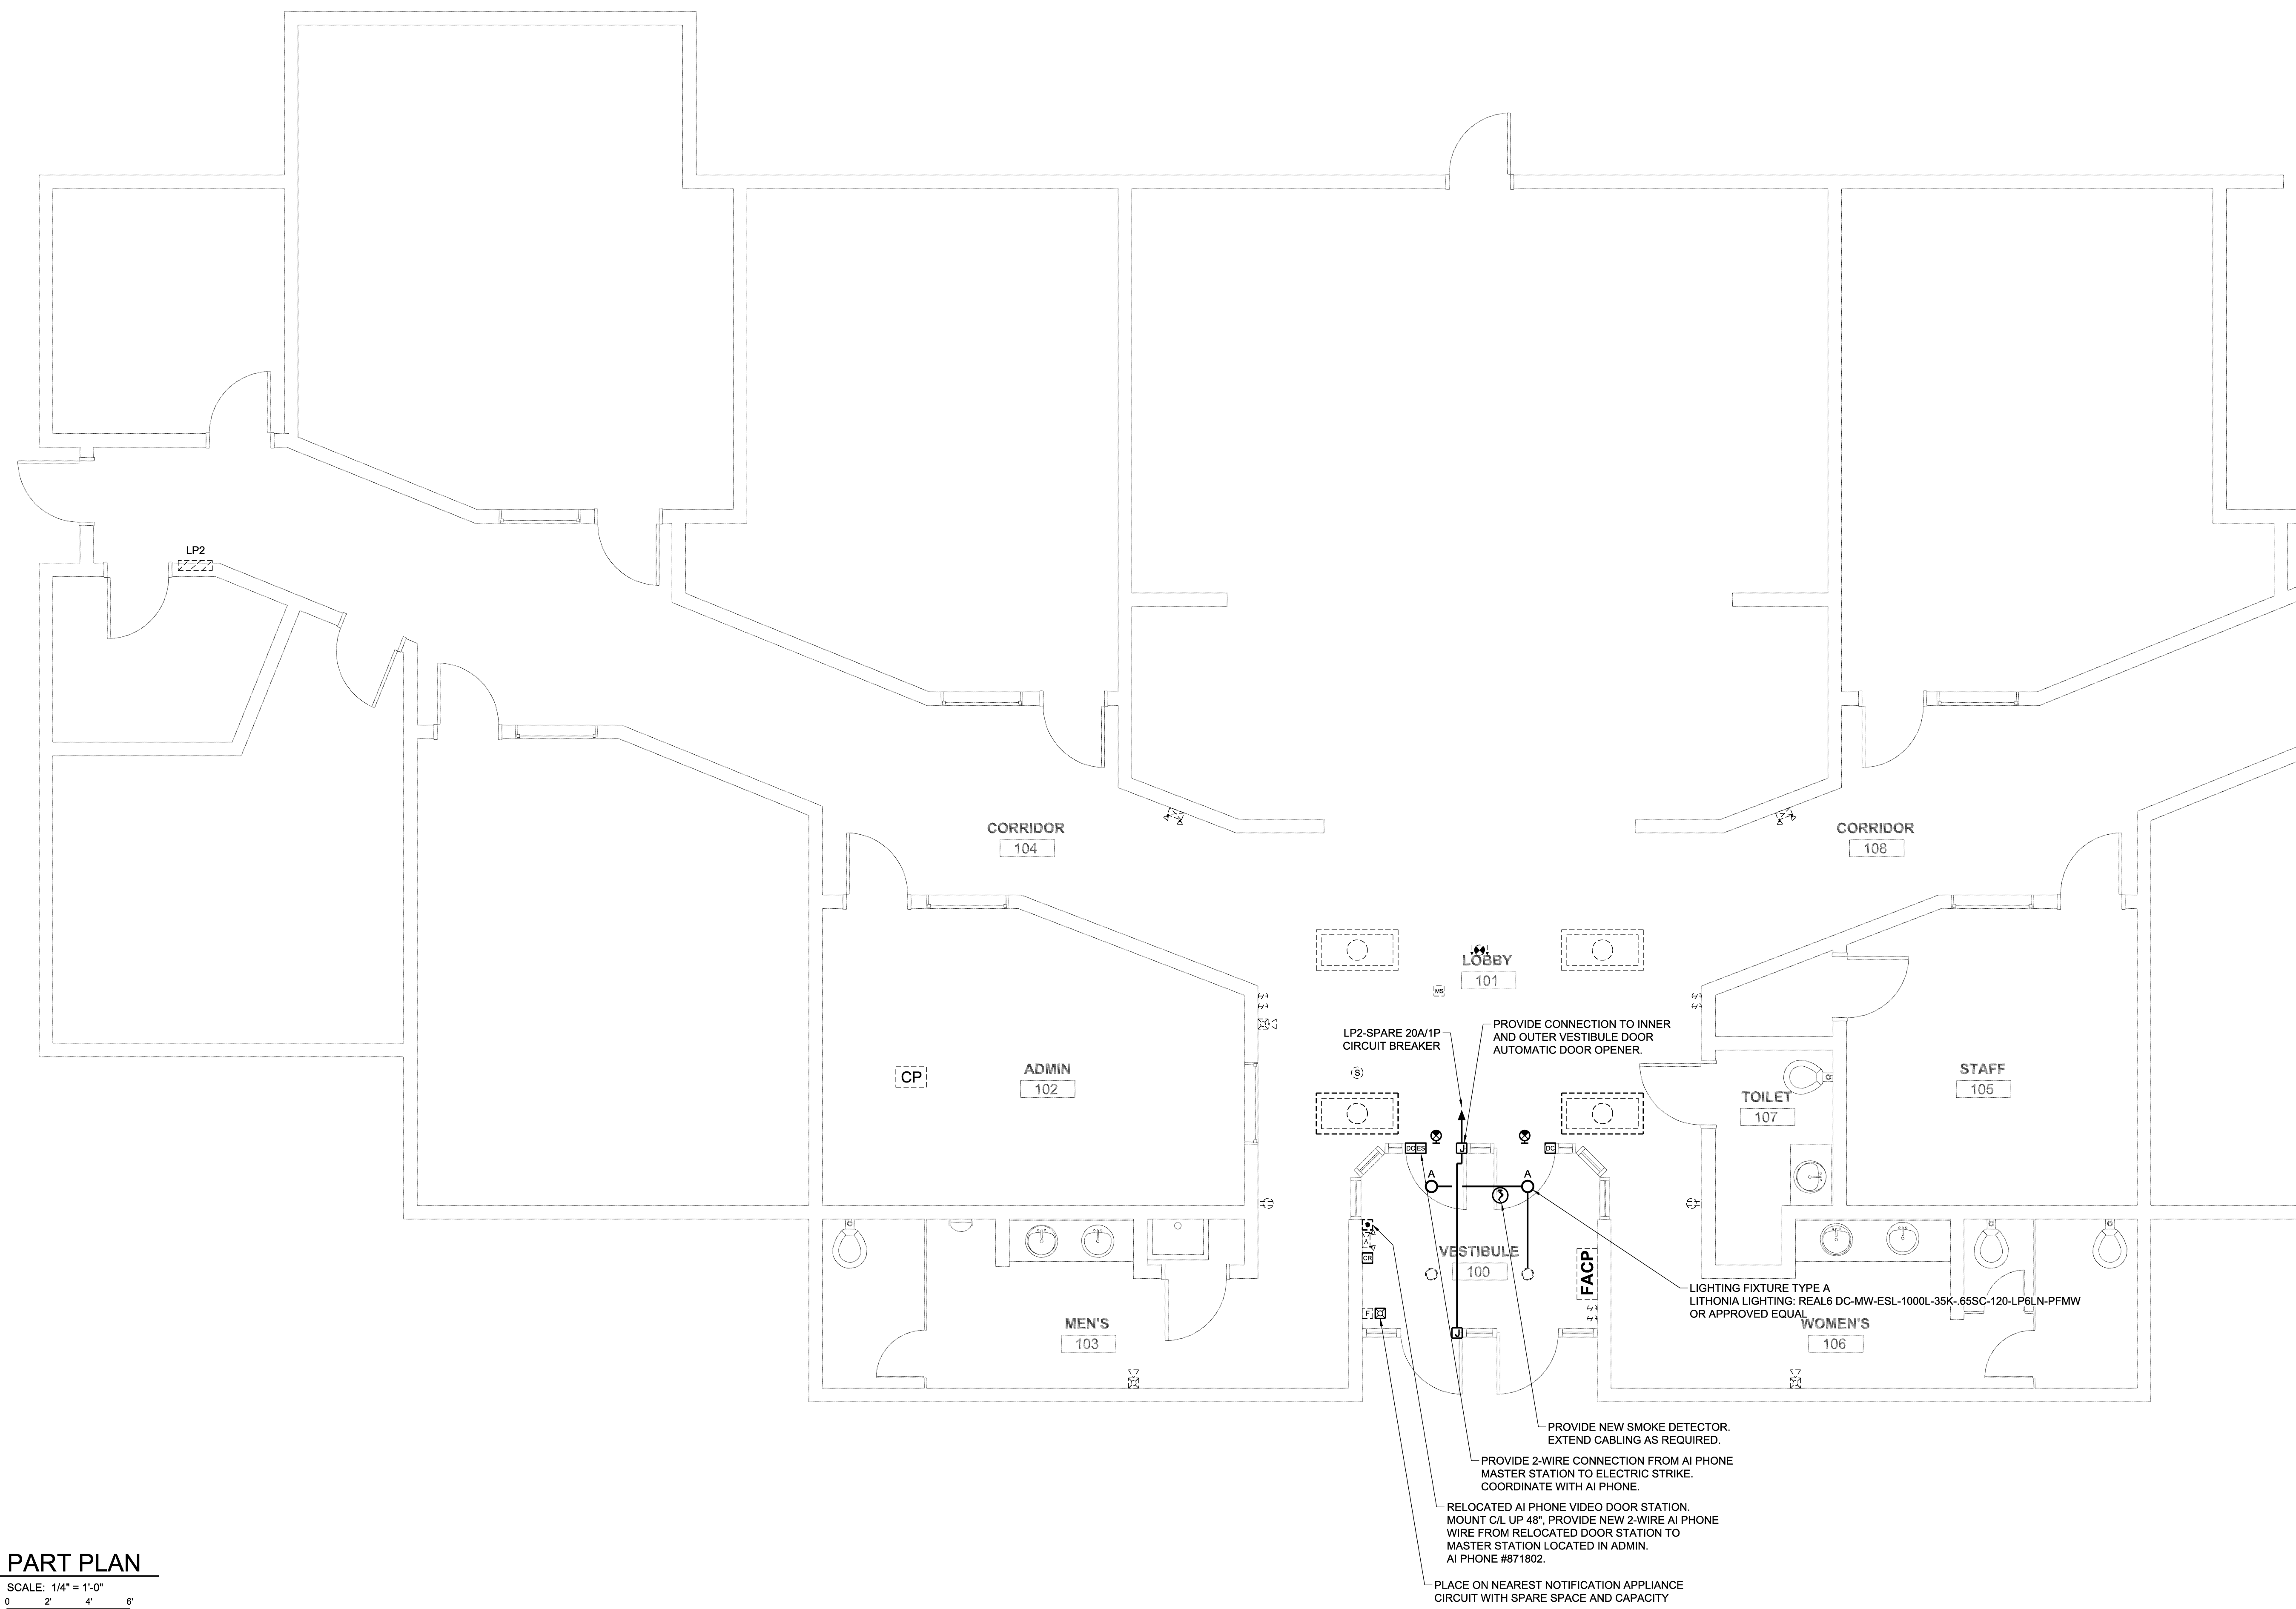 LP2
CORRIDOR
104
CORRIDOR
108
LOBBY
101
MS
LP2-SPARE 20A/1P
CIRCUIT BREAKER
PROVIDE CONNECTION TO INNER
AND OUTER VESTIBULE DOOR
AUTOMATIC DOOR OPENER.
CP
ADMIN
102
S
STAFF
105
TOILET
107
DC
ES
J
DC
A
A
VESTIBULE
100
CR
FACP
F
J
LIGHTING FIXTURE TYPE A
LITHONIA LIGHTING: REAL6 DC-MW-ESL-1000L-35K-.65SC-120-LP6LN-PFMW
OR APPROVED EQUAL
MEN'S
103
WOMEN'S
106
PROVIDE NEW SMOKE DETECTOR.
EXTEND CABLING AS REQUIRED.
PROVIDE 2-WIRE CONNECTION FROM AI PHONE
MASTER STATION TO ELECTRIC STRIKE.
COORDINATE WITH AI PHONE.
RELOCATED AI PHONE VIDEO DOOR STATION.
MOUNT C/L UP 48", PROVIDE NEW 2-WIRE AI PHONE
WIRE FROM RELOCATED DOOR STATION TO
MASTER STATION LOCATED IN ADMIN.
AI PHONE #871802.
PLACE ON NEAREST NOTIFICATION APPLIANCE
CIRCUIT WITH SPARE SPACE AND CAPACITY
PART PLAN
SCALE: 1/4" = 1'-0"
0 2' 4' 6'